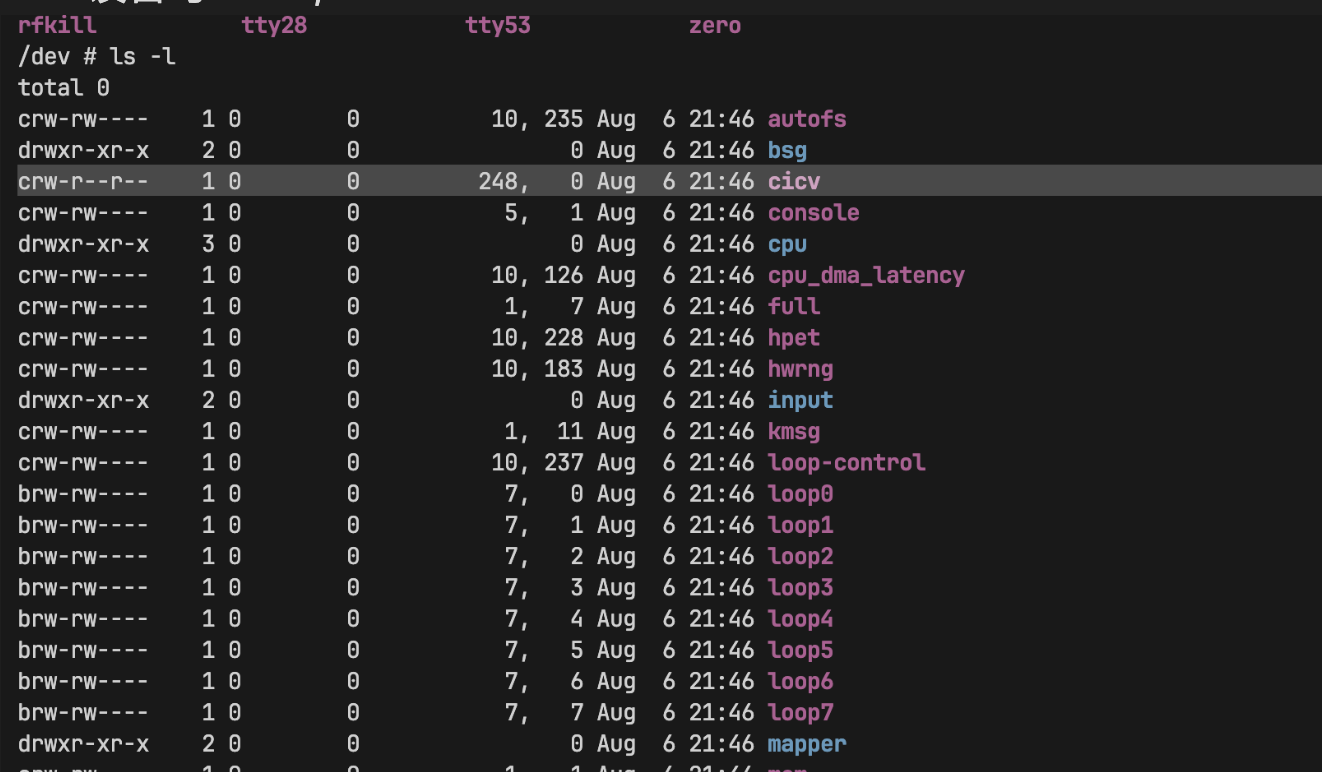 rfkill tty28 tty53 zero
/dev # ls -l
total 0
crw-rw---- 1 0 0 10, 235 Aug 6 21:46 autofs
drwxr-xr-x 2 0 0 0 Aug 6 21:46 bsg
crw-r--r-- 1 0 0 248, 0 Aug 6 21:46 cicv
crw-rw---- 1 0 0 5, 1 Aug 6 21:46 console
drwxr-xr-x 3 0 0 0 Aug 6 21:46 cpu
crw-rw---- 1 0 0 10, 126 Aug 6 21:46 cpu_dma_latency
crw-rw---- 1 0 0 1, 7 Aug 6 21:46 full
crw-rw---- 1 0 0 10, 228 Aug 6 21:46 hpet
crw-rw---- 1 0 0 10, 183 Aug 6 21:46 hwrng
drwxr-xr-x 2 0 0 0 Aug 6 21:46 input
crw-rw---- 1 0 0 1, 11 Aug 6 21:46 kmsg
crw-rw---- 1 0 0 10, 237 Aug 6 21:46 loop-control
brw-rw---- 1 0 0 7, 0 Aug 6 21:46 loop0
brw-rw---- 1 0 0 7, 1 Aug 6 21:46 loop1
brw-rw---- 1 0 0 7, 2 Aug 6 21:46 loop2
brw-rw---- 1 0 0 7, 3 Aug 6 21:46 loop3
brw-rw---- 1 0 0 7, 4 Aug 6 21:46 loop4
brw-rw---- 1 0 0 7, 5 Aug 6 21:46 loop5
brw-rw---- 1 0 0 7, 6 Aug 6 21:46 loop6
brw-rw---- 1 0 0 7, 7 Aug 6 21:46 loop7
drwxr-xr-x 2 0 0 0 Aug 6 21:46 mapper